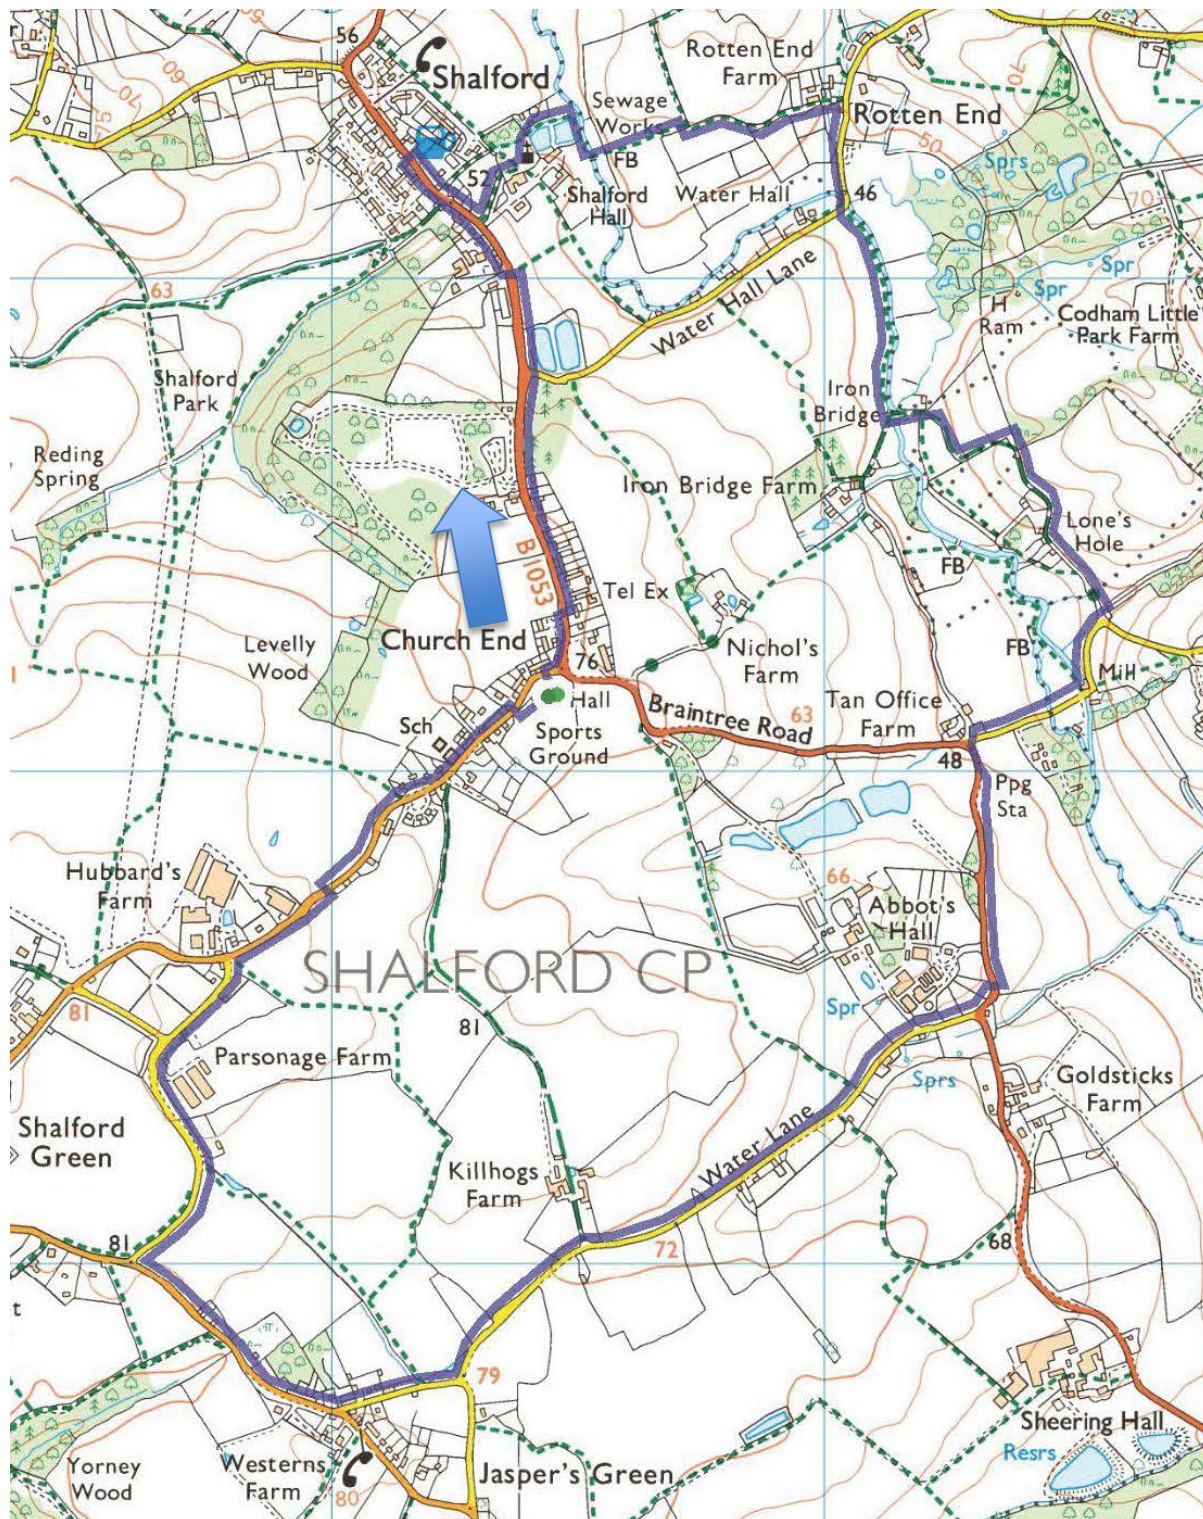 56
Shalford
60
70
75
Rotten End
Farm
Sewage
Works
Rotten End
70
50
Sprs
FB
52
Shalford
Hall
Water Hall
46
70
63
Spr
Spr
H
Ram
Codham Little
Park Farm
Water Hall Lane
Shalford
Park
Iron
Bridge
Reding
Spring
Iron Bridge Farm
Lone's
Hole
B1053
FB
Tel Ex
Church End
Levelly
Wood
76
Nichol's
Farm
FB
Mill
Hall
Braintree Road
63
Tan Office
Farm
Sch
Sports
Ground
48
Ppg
Sta
Hubbard's
Farm
66
Abbot's
Hall
SHALFORD CP
81
81
Spr
Parsonage Farm
Sprs
Goldsticks
Farm
Shalford
Green
Water Lane
Killhogs
Farm
81
72
68
t
79
Sheering Hall
Resrs
Yorney
Wood
Westerns
Farm
80
Jasper's Green